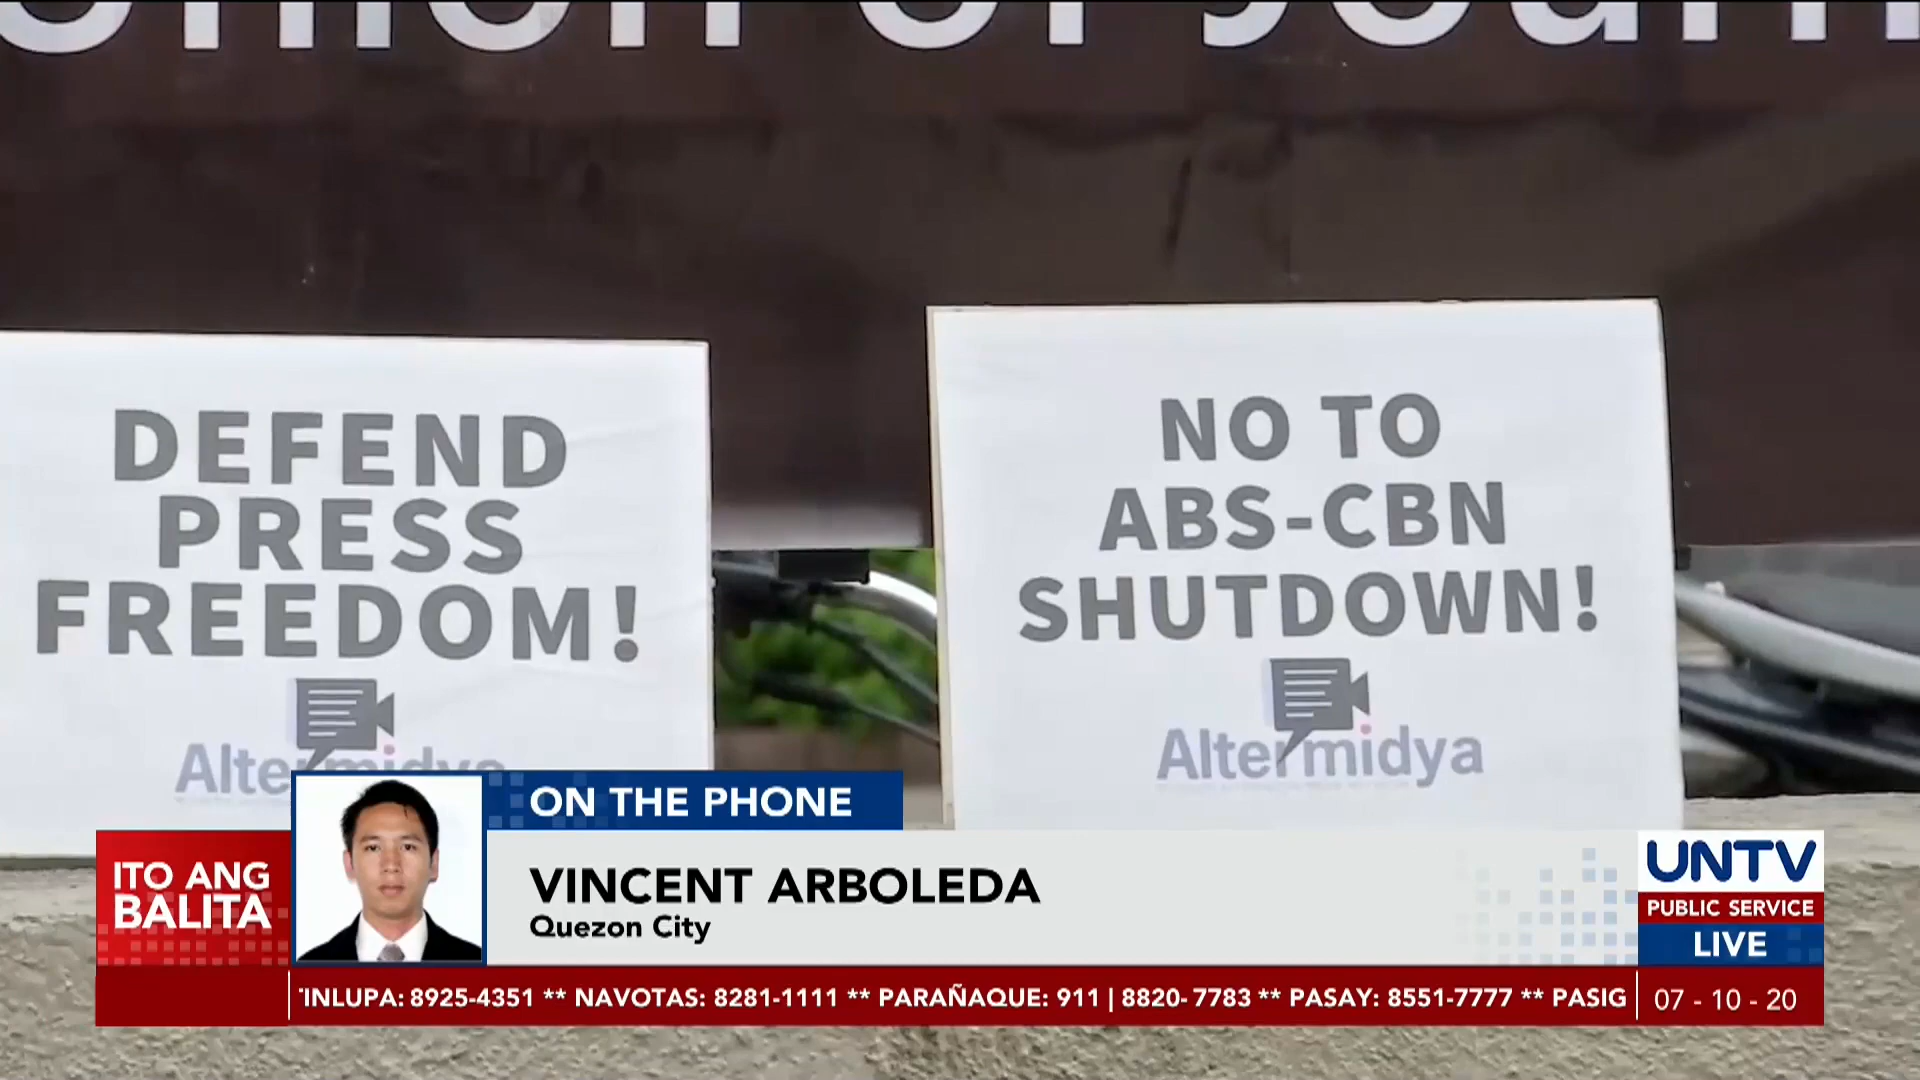 DEFEND
PRESS
FREEDOM!
NO TO
ABS-CBN
SHUTDOWN!
Altermidya
ON THE PHONE
ITO ANG
BALITA
VINCENT ARBOLEDA
Quezon City
UNTV
PUBLIC SERVICE
LIVE
INLUPA: 8925-4351 ** NAVOTAS: 8281-1111 ** PARAÑAQUE: 911 | 8820-7783 ** PASAY: 8551-7777 ** PASIG
07 - 10 - 20